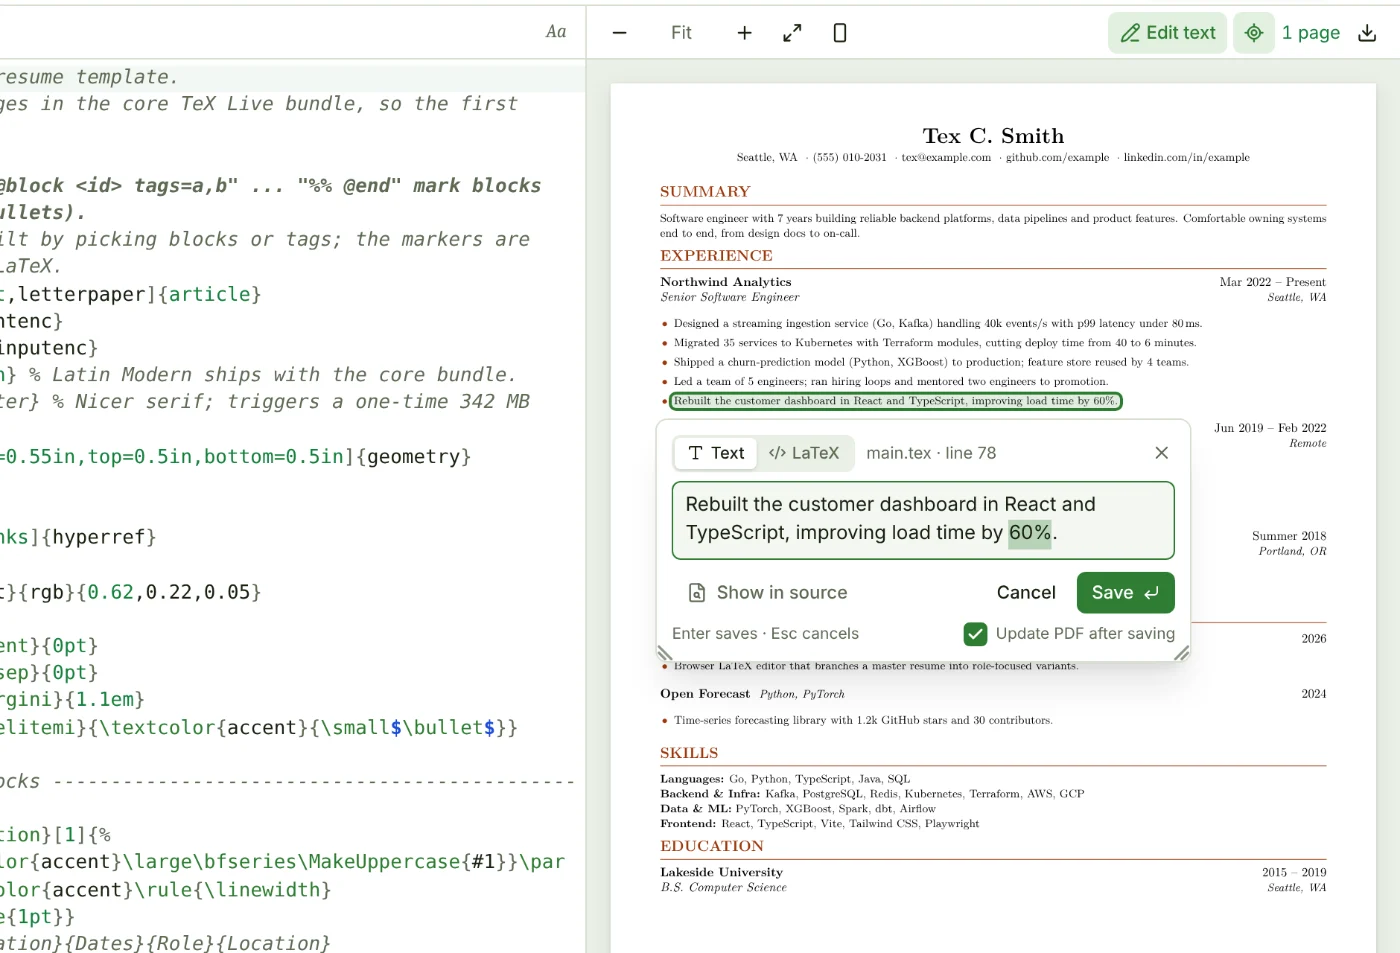 Aa
resume template.
ges in the core TeX Live bundle, so the first
@block <id> tags=a,b" ... "%% @end" mark blocks
ullets).
ilt by picking blocks or tags; the markers are
LaTeX.
t,letterpaper]{article}
ntenc}
inputenc}
n} % Latin Modern ships with the core bundle.
ter} % Nicer serif; triggers a one-time 342 MB
=0.55in,top=0.5in,bottom=0.5in]{geometry}
nks]{hyperref}
t}{rgb}{0.62,0.22,0.05}
ent}{0pt}
sep}{0pt}
rgini}{1.1em}
elitemi}{\textcolor{accent}{\small$\bullet$}}
ocks ---------------------------------------------
tion}[1]{%
lor{accent}\large\bfseries\MakeUppercase{#1}}\par
olor{accent}\rule{\linewidth}
e{1pt}}
ation}{Dates}{Role}{Location}
Fit
Edit text
1 page
Tex C. Smith
Seattle, WA · (555) 010-2031 · tex@example.com · github.com/example · linkedin.com/in/example
SUMMARY
Software engineer with 7 years building reliable backend platforms, data pipelines and product features. Comfortable owning systems
end to end, from design docs to on-call.
EXPERIENCE
Northwind Analytics Mar 2022 – Present
Senior Software Engineer Seattle, WA
• Designed a streaming ingestion service (Go, Kafka) handling 40k events/s with p99 latency under 80 ms.
• Migrated 35 services to Kubernetes with Terraform modules, cutting deploy time from 40 to 6 minutes.
• Shipped a churn-prediction model (Python, XGBoost) to production; feature store reused by 4 teams.
• Led a team of 5 engineers; ran hiring loops and mentored two engineers to promotion.
• Rebuilt the customer dashboard in React and TypeScript, improving load time by 60%.
Jun 2019 – Feb 2022
Remote
Text </> LaTeX main.tex · line 78
Rebuilt the customer dashboard in React and
TypeScript, improving load time by 60%.
Summer 2018
Portland, OR
Show in source Cancel Save
Enter saves · Esc cancels Update PDF after saving
2026
• Browser LaTeX editor that branches a master resume into role-focused variants.
Open Forecast Python, PyTorch 2024
• Time-series forecasting library with 1.2k GitHub stars and 30 contributors.
SKILLS
Languages: Go, Python, TypeScript, Java, SQL
Backend & Infra: Kafka, PostgreSQL, Redis, Kubernetes, Terraform, AWS, GCP
Data & ML: PyTorch, XGBoost, Spark, dbt, Airflow
Frontend: React, TypeScript, Vite, Tailwind CSS, Playwright
EDUCATION
Lakeside University 2015 – 2019
B.S. Computer Science Seattle, WA